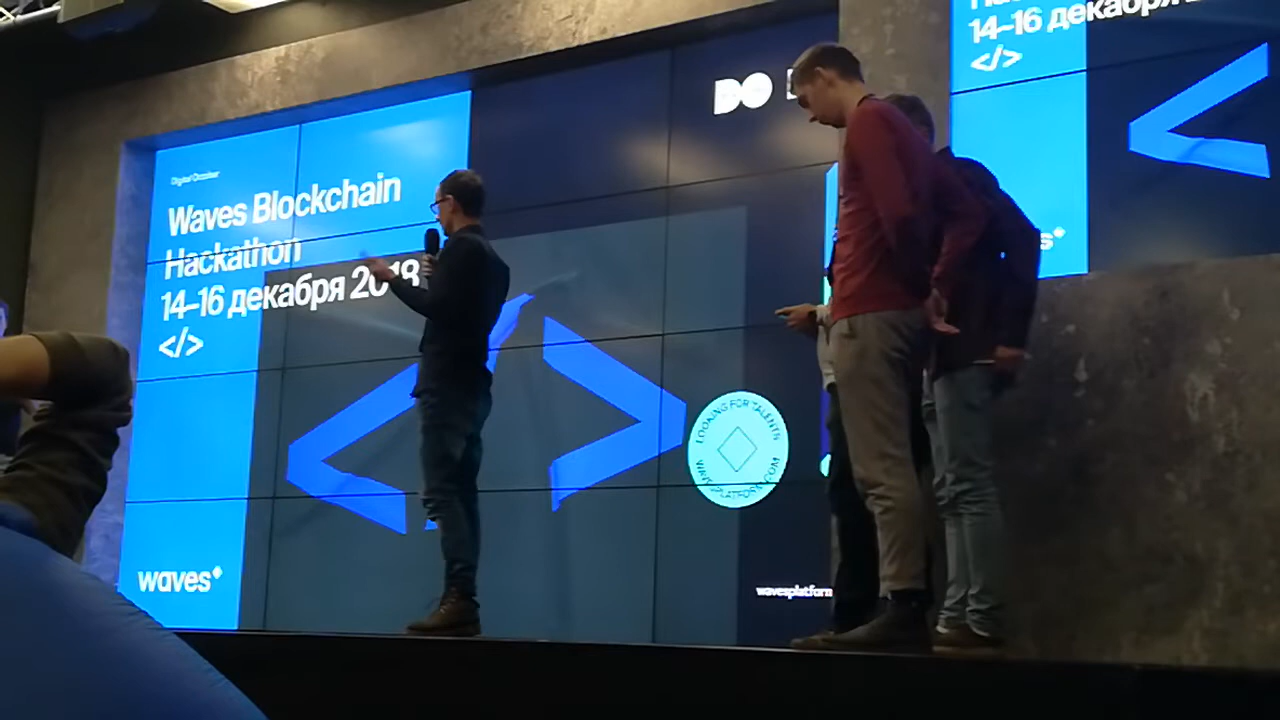 Digital October
Waves Blockchain
Hackathon
14–16 декабря 2018
</>
waves
DO
LOOKING FOR TALENTS
WAVESPLATFORM.COM
wavesplatform
14–16 декабря
</>